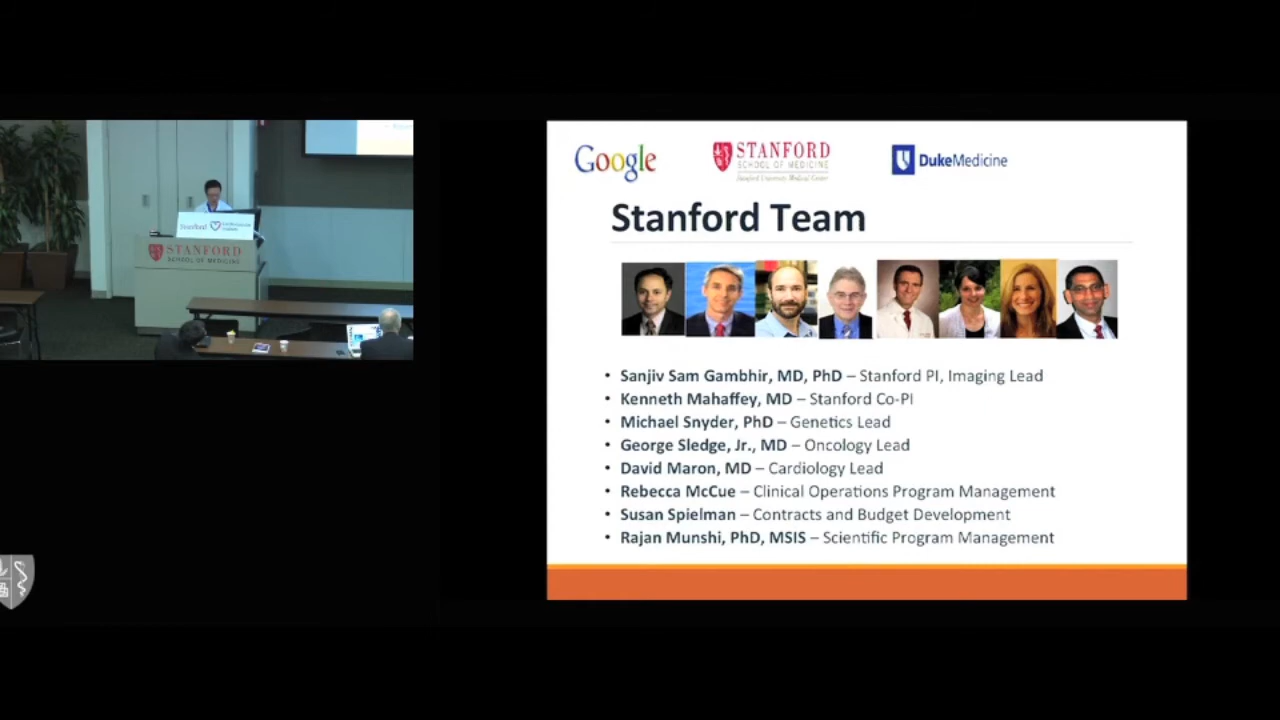 STANFORD
SCHOOL OF MEDICINE
Google
STANFORD
SCHOOL OF MEDICINE
Stanford University Medical Center
DukeMedicine
Stanford Team
• Sanjiv Sam Gambhir, MD, PhD – Stanford PI, Imaging Lead
• Kenneth Mahaffey, MD – Stanford Co-PI
• Michael Snyder, PhD – Genetics Lead
• George Sledge, Jr., MD – Oncology Lead
• David Maron, MD – Cardiology Lead
• Rebecca McCue – Clinical Operations Program Management
• Susan Spielman – Contracts and Budget Development
• Rajan Munshi, PhD, MSIS – Scientific Program Management